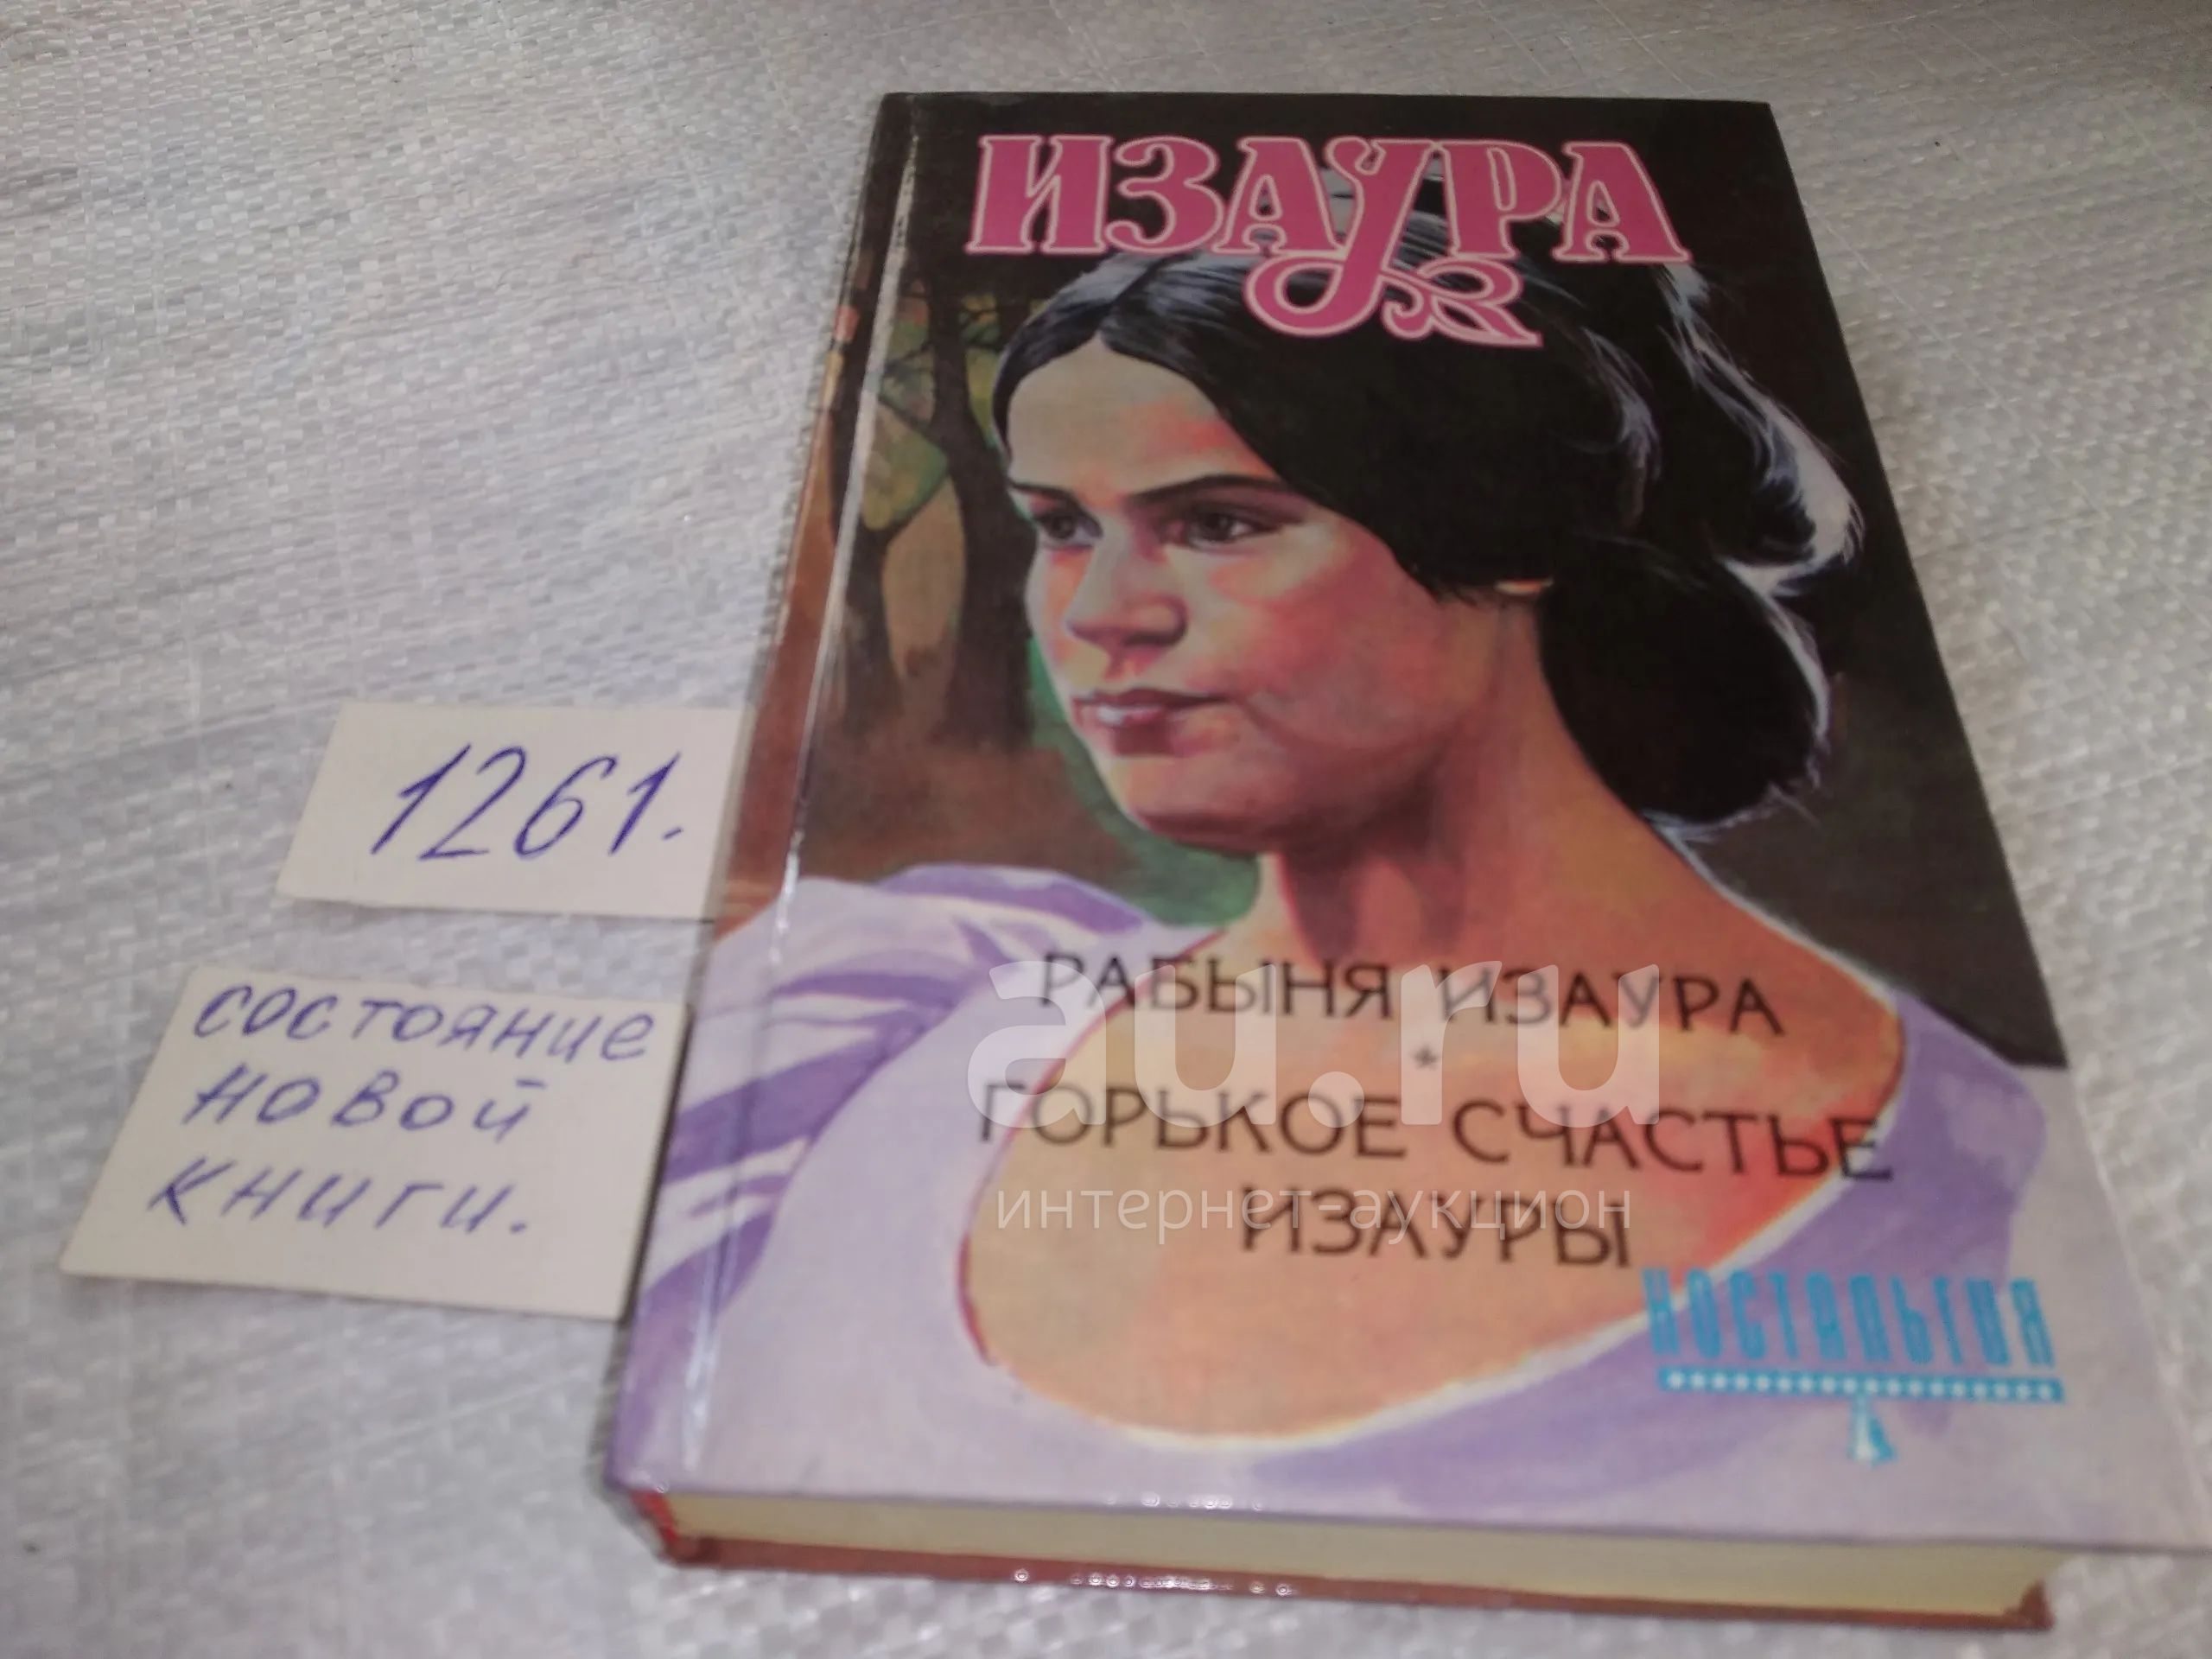 ИЗАУРА
1261.
СОСТОЯНИЕ
НОВОЙ
КНИГИ.
РАБЫНЯ ИЗАУРА
*
ГОРЬКОЕ СЧАСТЬЕ
ИЗАУРЫ
НОСТАЛЬГИЯ
au.ru
интернет-аукцион